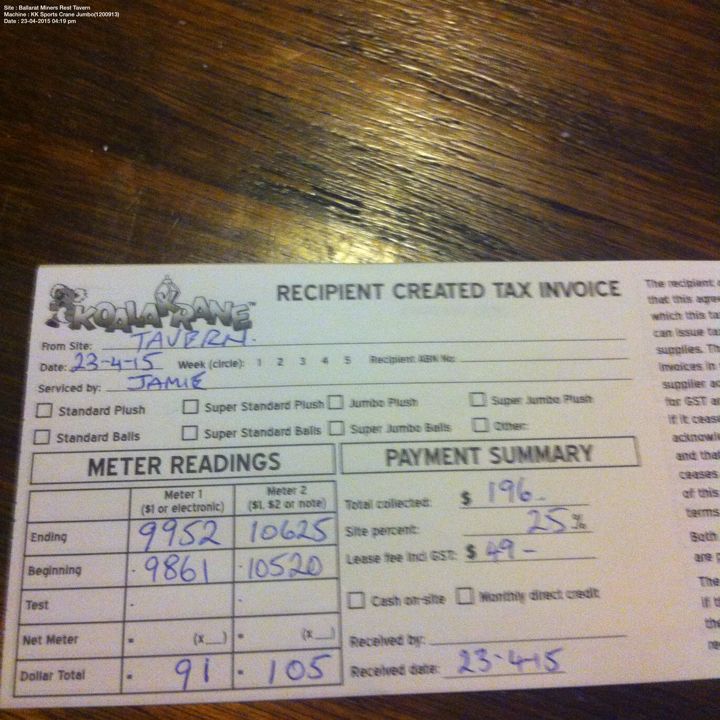 Site : Ballarat Miners Rest Tavern
Machine : KK Sports Crane Jumbo(1200913)
Date : 23-04-2015 04:19 pm
KOALA KRANE™
RECIPIENT CREATED TAX INVOICE
From Site: TAVERN.
Date: 23-4-15 Week (circle): 1 2 3 4 5 Recipient ABN No:
Serviced by: JAMIE
Standard Plush Super Standard Plush Jumbo Plush Super Jumbo Plush
Standard Balls Super Standard Balls Super Jumbo Balls Other:
METER READINGS
Meter 1 Meter 2
($1 or electronic) ($1, $2 or note)
Ending 9952 10625
Beginning - 9861 - 10520
Test - -
Net Meter = (x__) = (x__)
Dollar Total = 91 = 105
PAYMENT SUMMARY
Total collected: $ 196-
Site percent: 25%
Lease fee incl GST: $ 49-
Cash on-site Monthly direct credit
Received by:
Received date: 23-4-15
The recipient
that this agre
which this ta
can issue ta
supplies. Th
invoices in
supplier a
for GST a
if it ceas
acknowl
and tha
ceases
of this
terms
Both
are p
The
if t
the
re